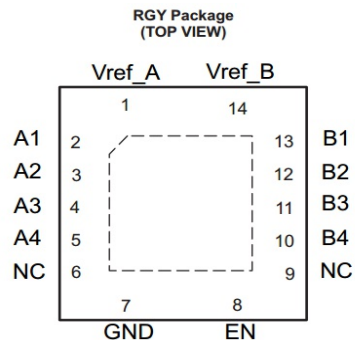 RGY Package
(TOP VIEW)
Vref_A Vref_B
1 14
A1 2 13 B1
A2 3 12 B2
A3 4 11 B3
A4 5 10 B4
NC 6 9 NC
7 8
GND EN